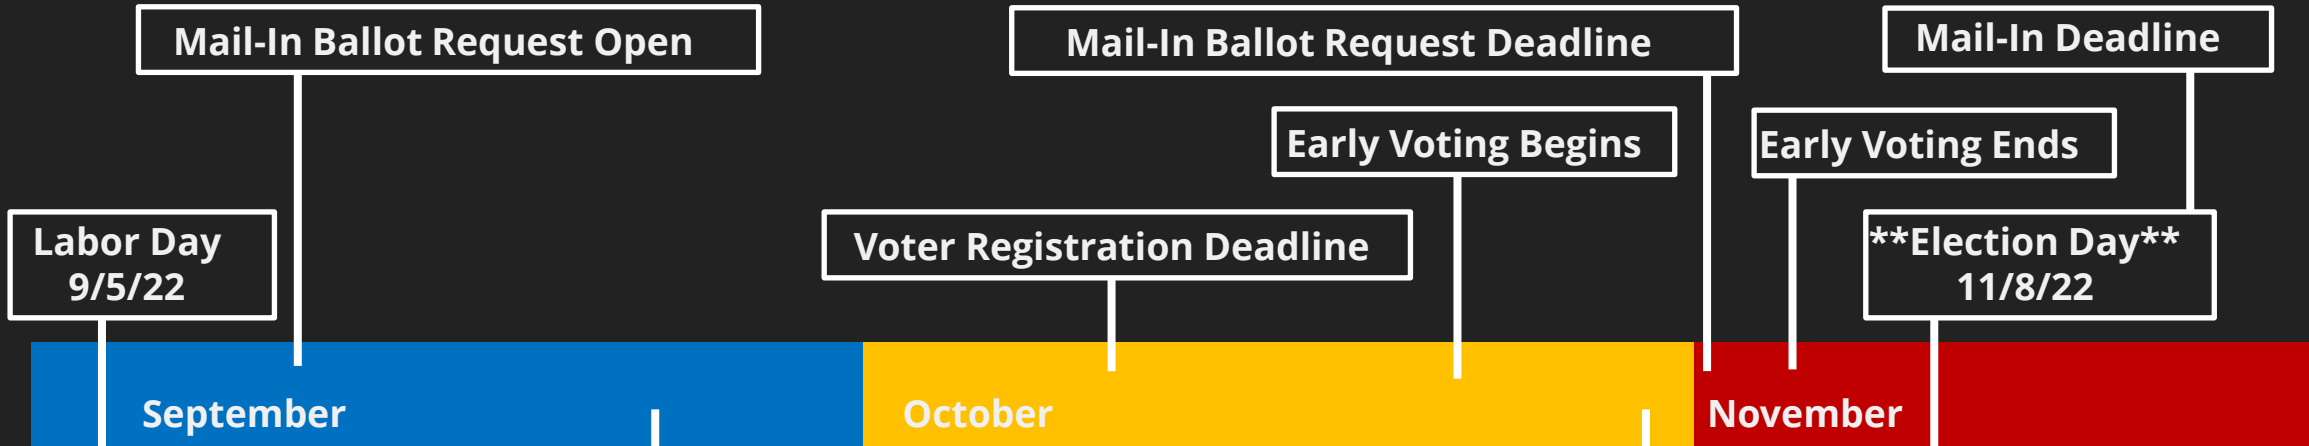 Mail-In Ballot Request Open
Mail-In Ballot Request Deadline
Mail-In Deadline
Early Voting Begins
Early Voting Ends
Labor Day
9/5/22
Voter Registration Deadline
**Election Day**
11/8/22
September
October
November